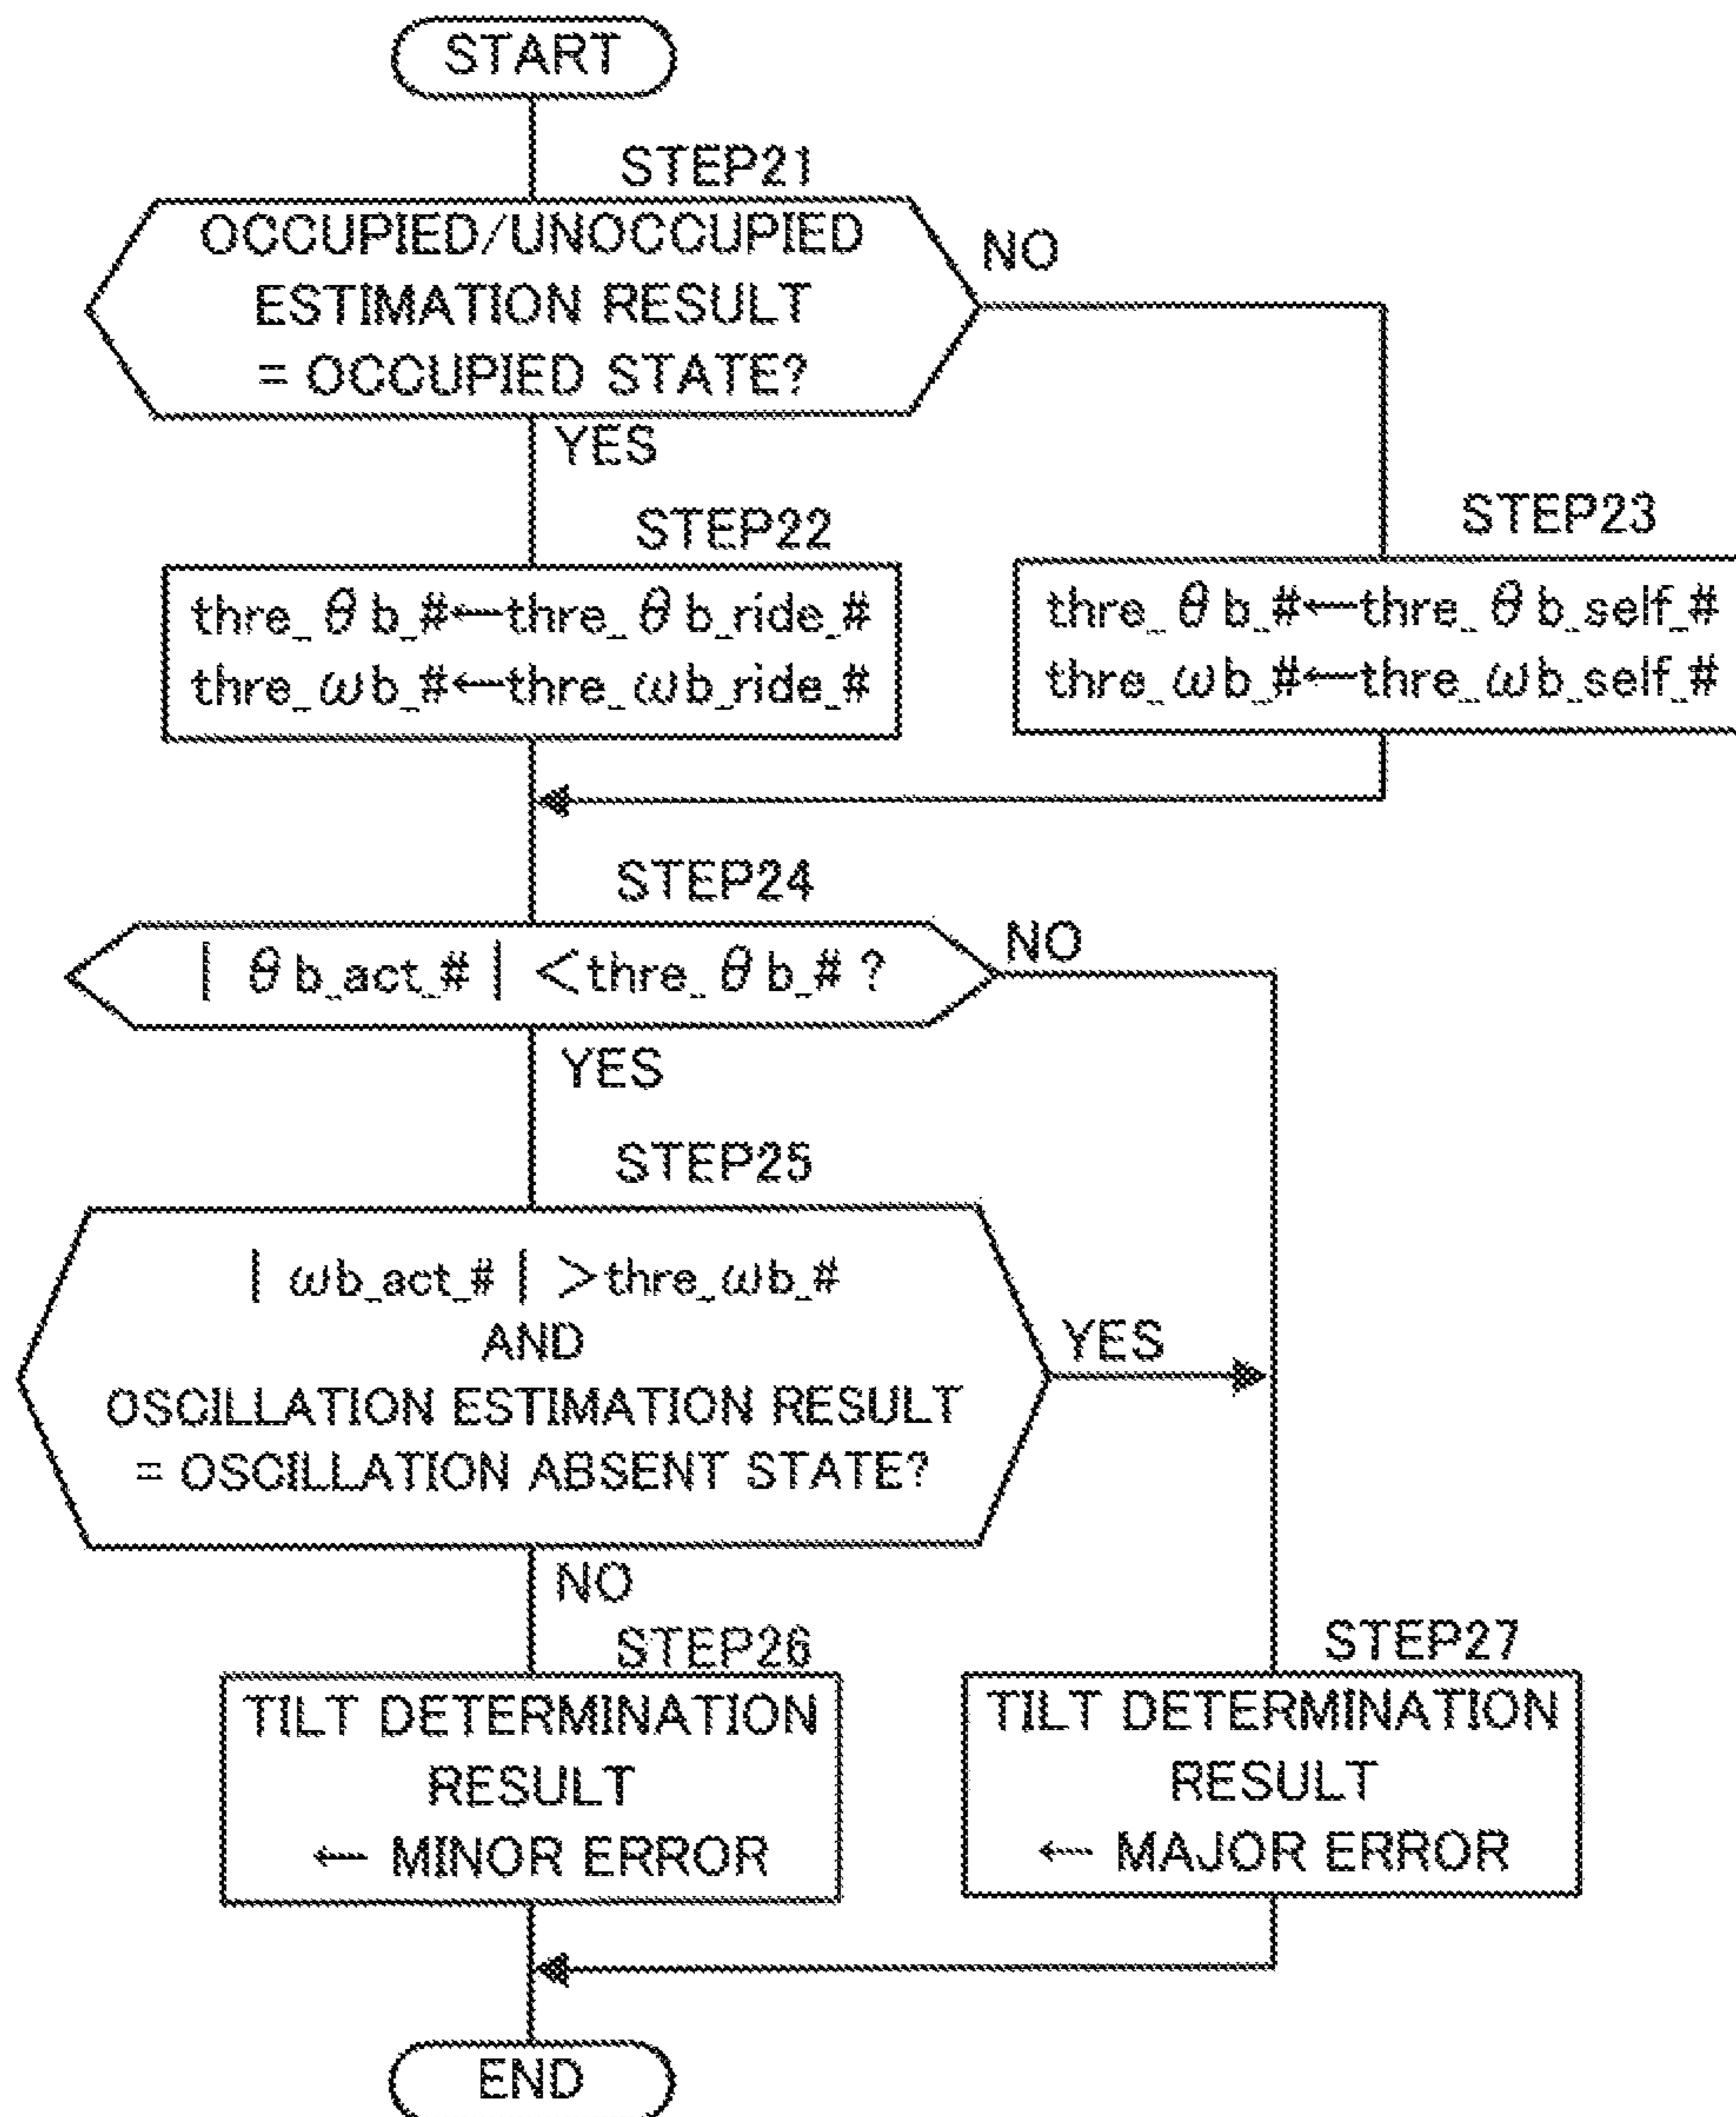 START
STEP21
OCCUPIED/UNOCCUPIED
ESTIMATION RESULT
= OCCUPIED STATE?
NO
YES
STEP22
thre_θb_#←thre_θb_ride_#
thre_ωb_#←thre_ωb_ride_#
STEP23
thre_θb_#←thre_θb_self_#
thre_ωb_#←thre_ωb_self_#
STEP24
| θb_act_# | <thre_θb_# ?
NO
YES
STEP25
| ωb_act_# | >thre_ωb_#
AND
OSCILLATION ESTIMATION RESULT
= OSCILLATION ABSENT STATE?
YES
NO
STEP26
TILT DETERMINATION
RESULT
← MINOR ERROR
STEP27
TILT DETERMINATION
RESULT
← MAJOR ERROR
END